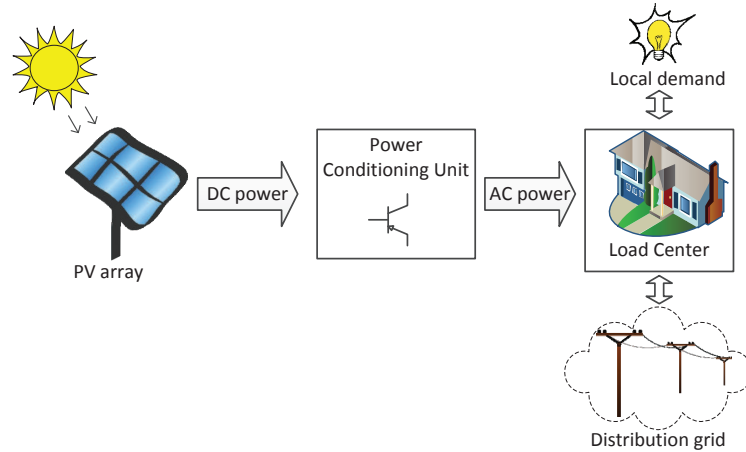 Local demand
Power
Conditioning Unit
DC power
AC power
Load Center
PV array
Distribution grid